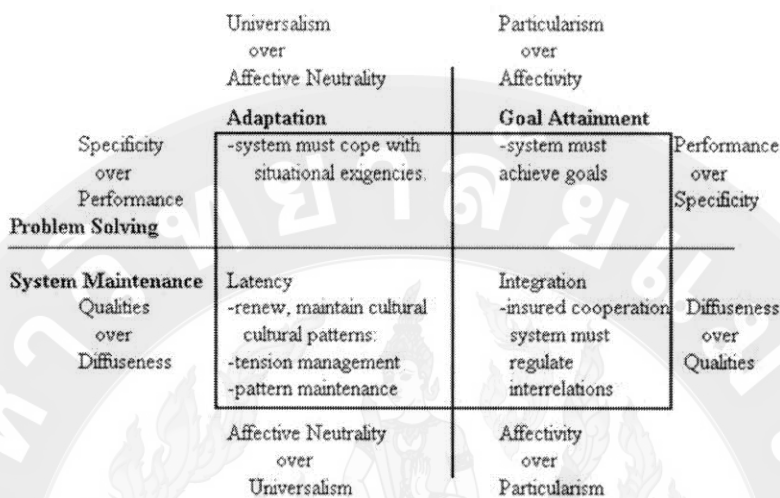 Universalism
over
Affective Neutrality
Particularism
over
Affectivity
Adaptation
Goal Attainment
Specificity
over
Performance
-system must cope with
situational exigencies.
-system must
achieve goals
Performance
over
Specificity
Problem Solving
System Maintenance
Qualities
over
Diffuseness
Latency
-renew, maintain cultural
cultural patterns:
-tension management
-pattern maintenance
Integration
-insured cooperation
system must
regulate
interrelations
Diffuseness
over
Qualities
Affective Neutrality
over
Universalism
Affectivity
over
Particularism